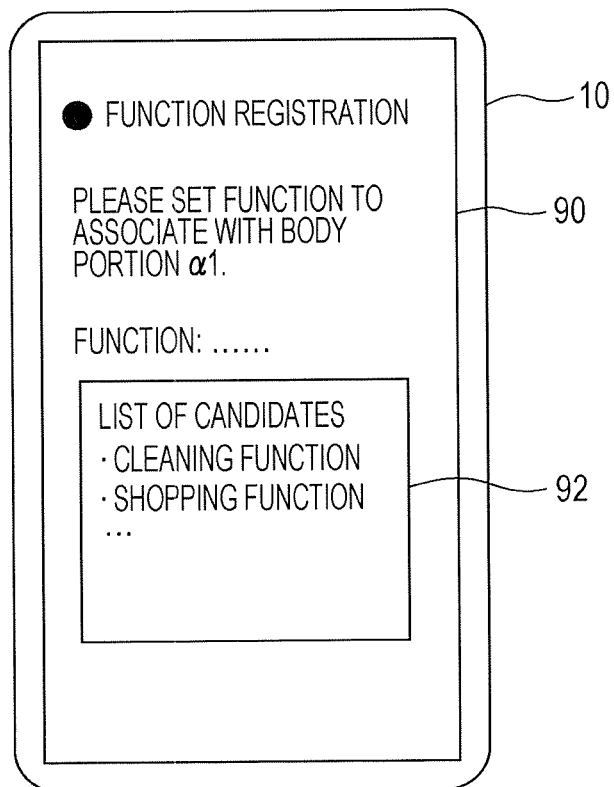 ● FUNCTION REGISTRATION
10
PLEASE SET FUNCTION TO
ASSOCIATE WITH BODY
PORTION α1.
90
FUNCTION: ......
LIST OF CANDIDATES
· CLEANING FUNCTION
· SHOPPING FUNCTION
...
92